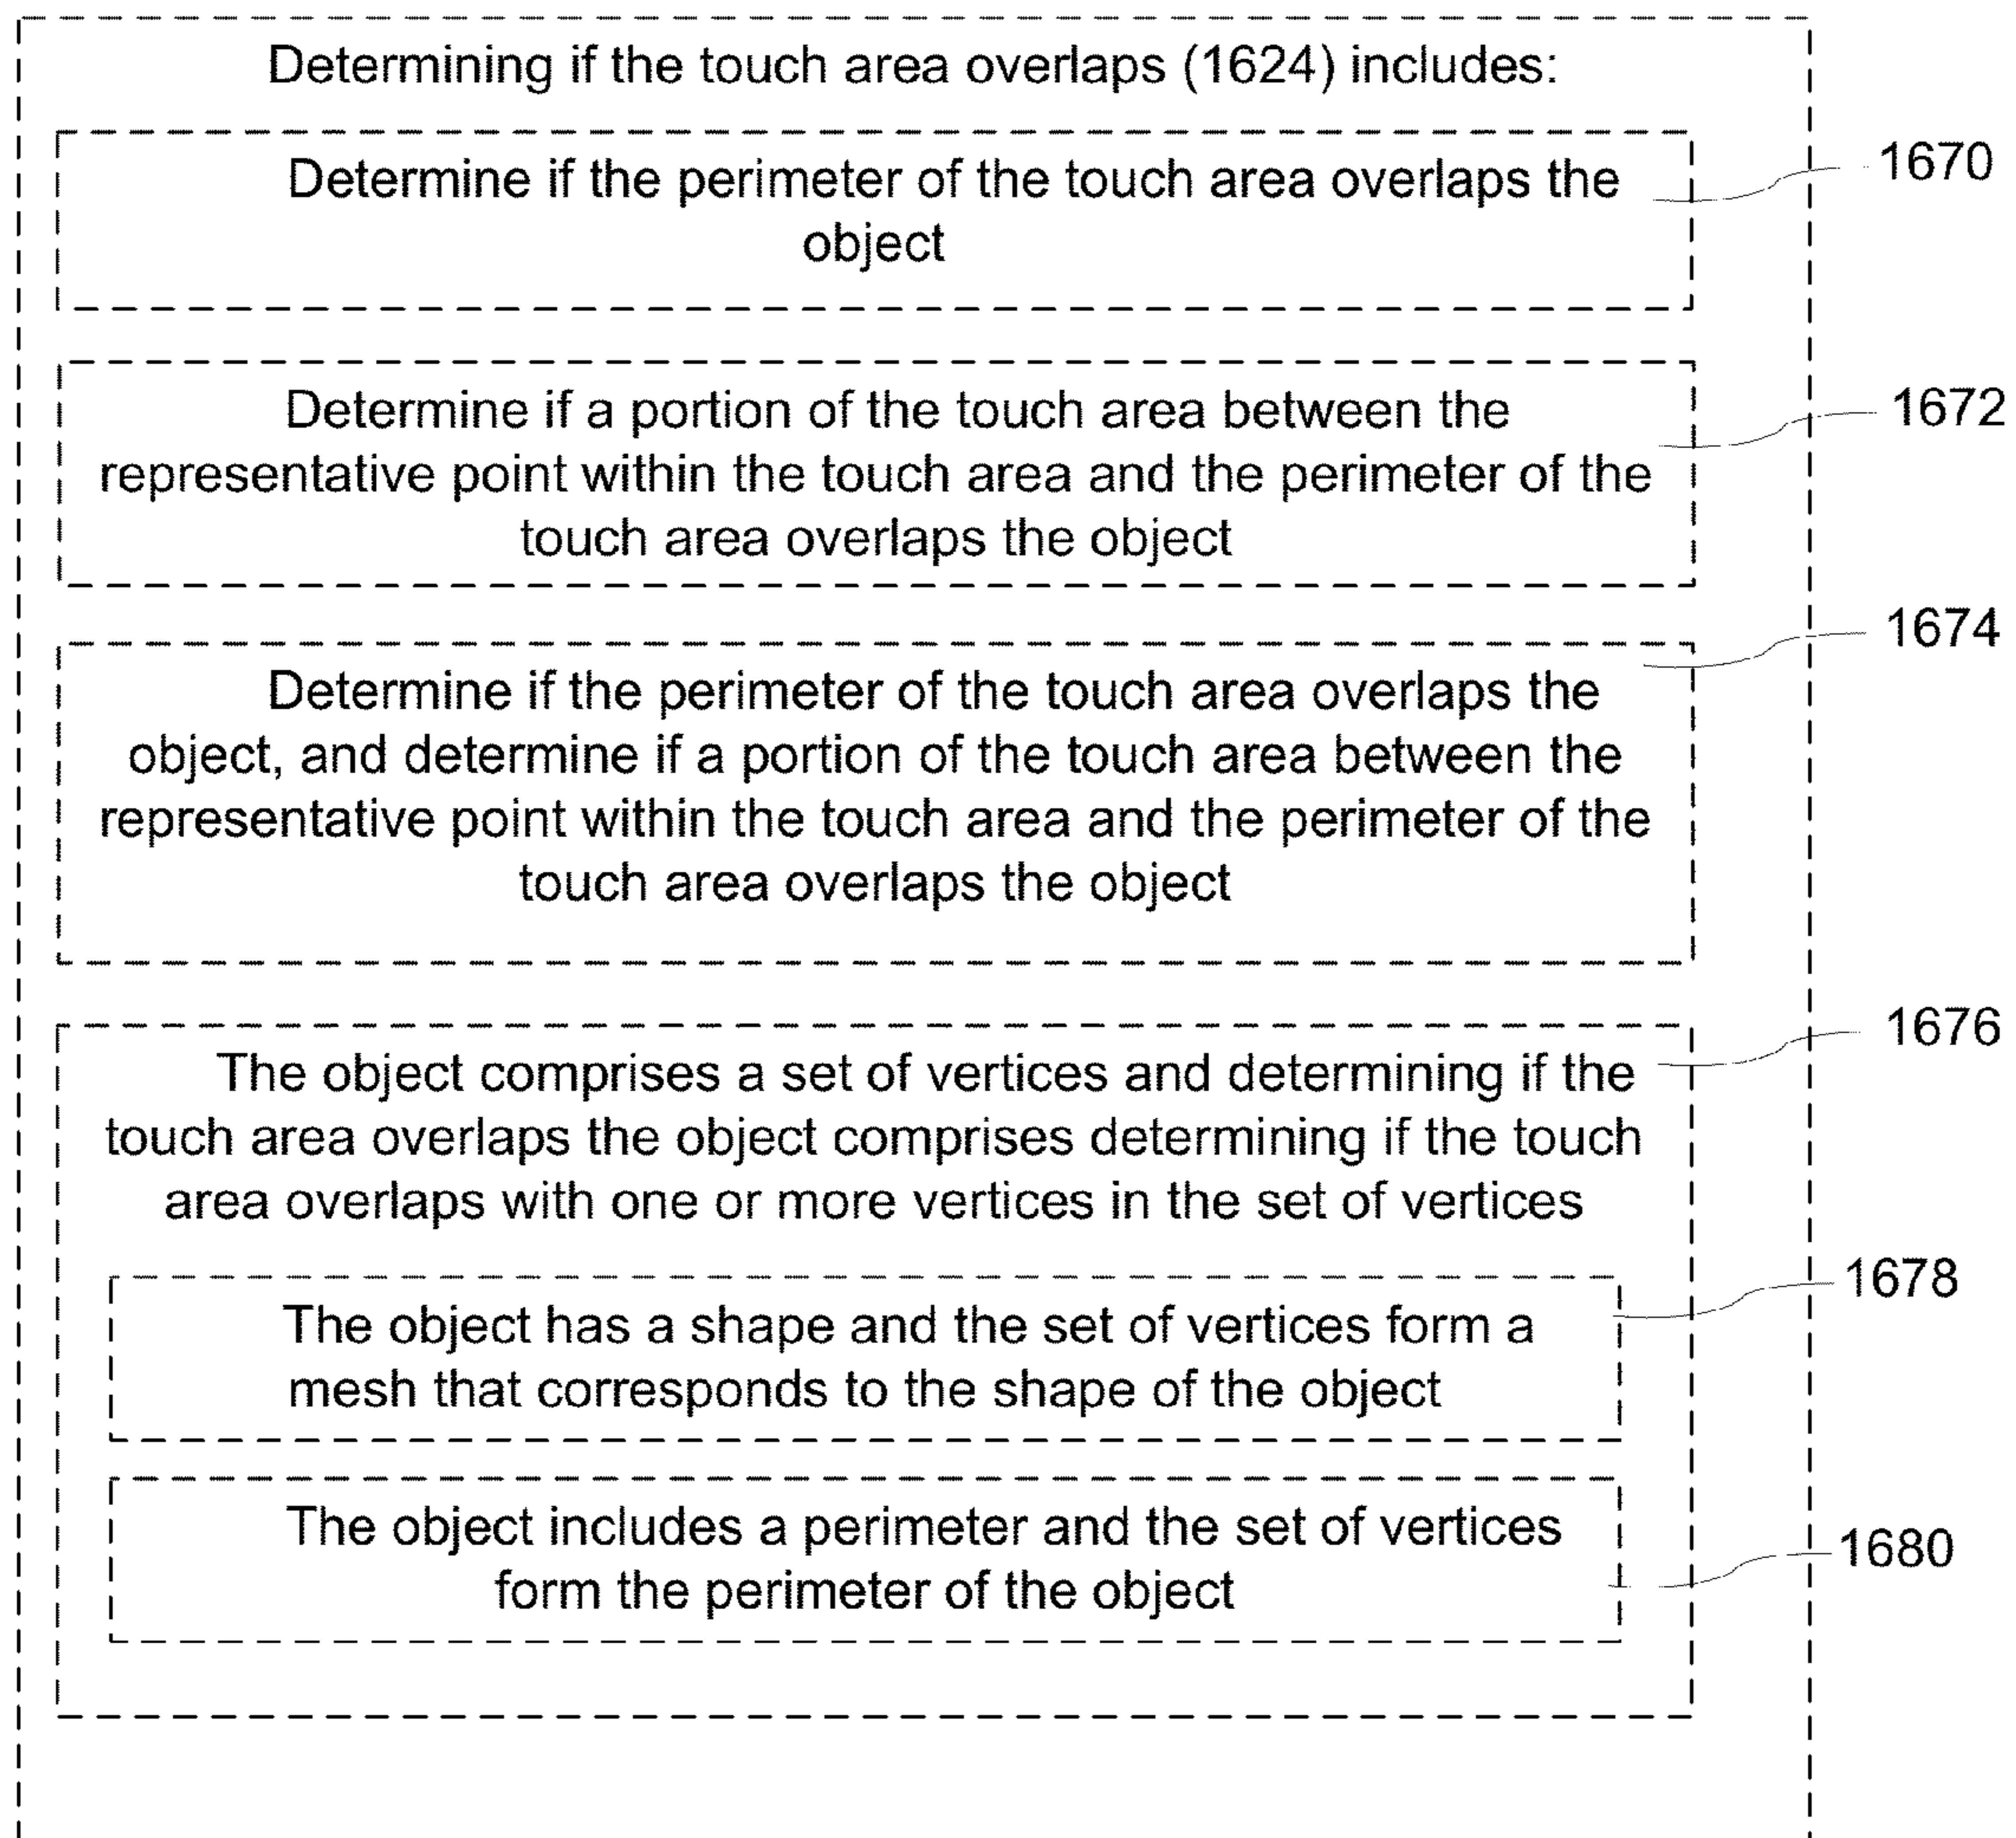 Determining if the touch area overlaps (1624) includes:
Determine if the perimeter of the touch area overlaps the
object
1670
Determine if a portion of the touch area between the
representative point within the touch area and the perimeter of the
touch area overlaps the object
1672
Determine if the perimeter of the touch area overlaps the
object, and determine if a portion of the touch area between the
representative point within the touch area and the perimeter of the
touch area overlaps the object
1674
The object comprises a set of vertices and determining if the
touch area overlaps the object comprises determining if the touch
area overlaps with one or more vertices in the set of vertices
1676
The object has a shape and the set of vertices form a
mesh that corresponds to the shape of the object
1678
The object includes a perimeter and the set of vertices
form the perimeter of the object
1680